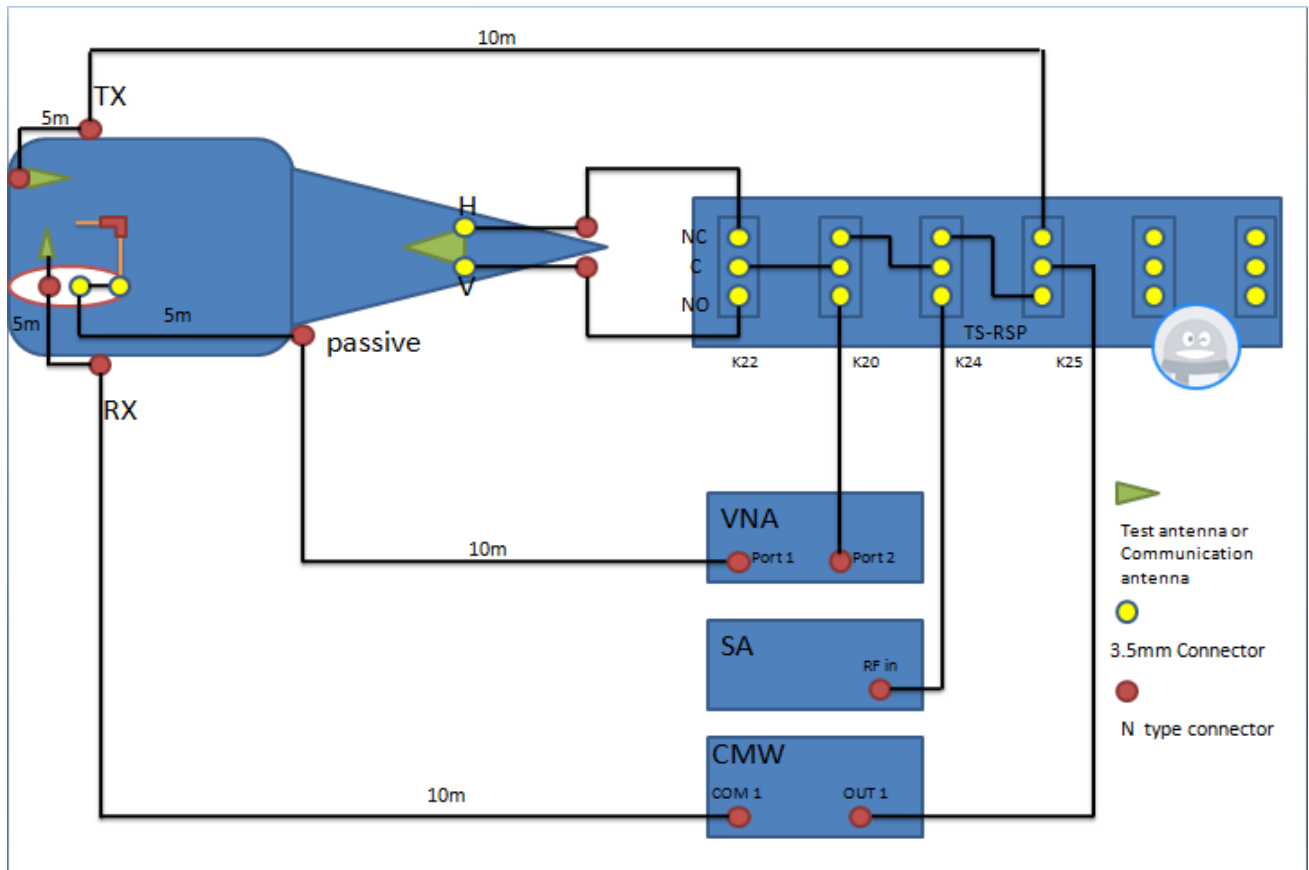 10m
TX
5m
H
V
NC
C
NO
TS-RSP
5m
5m
passive
K22
K20
K24
K25
RX
VNA
Port 1
Port 2
10m
Test antenna or
Communication
antenna
SA
RF in
3.5mm Connector
N type connector
CMW
COM 1
OUT 1
10m